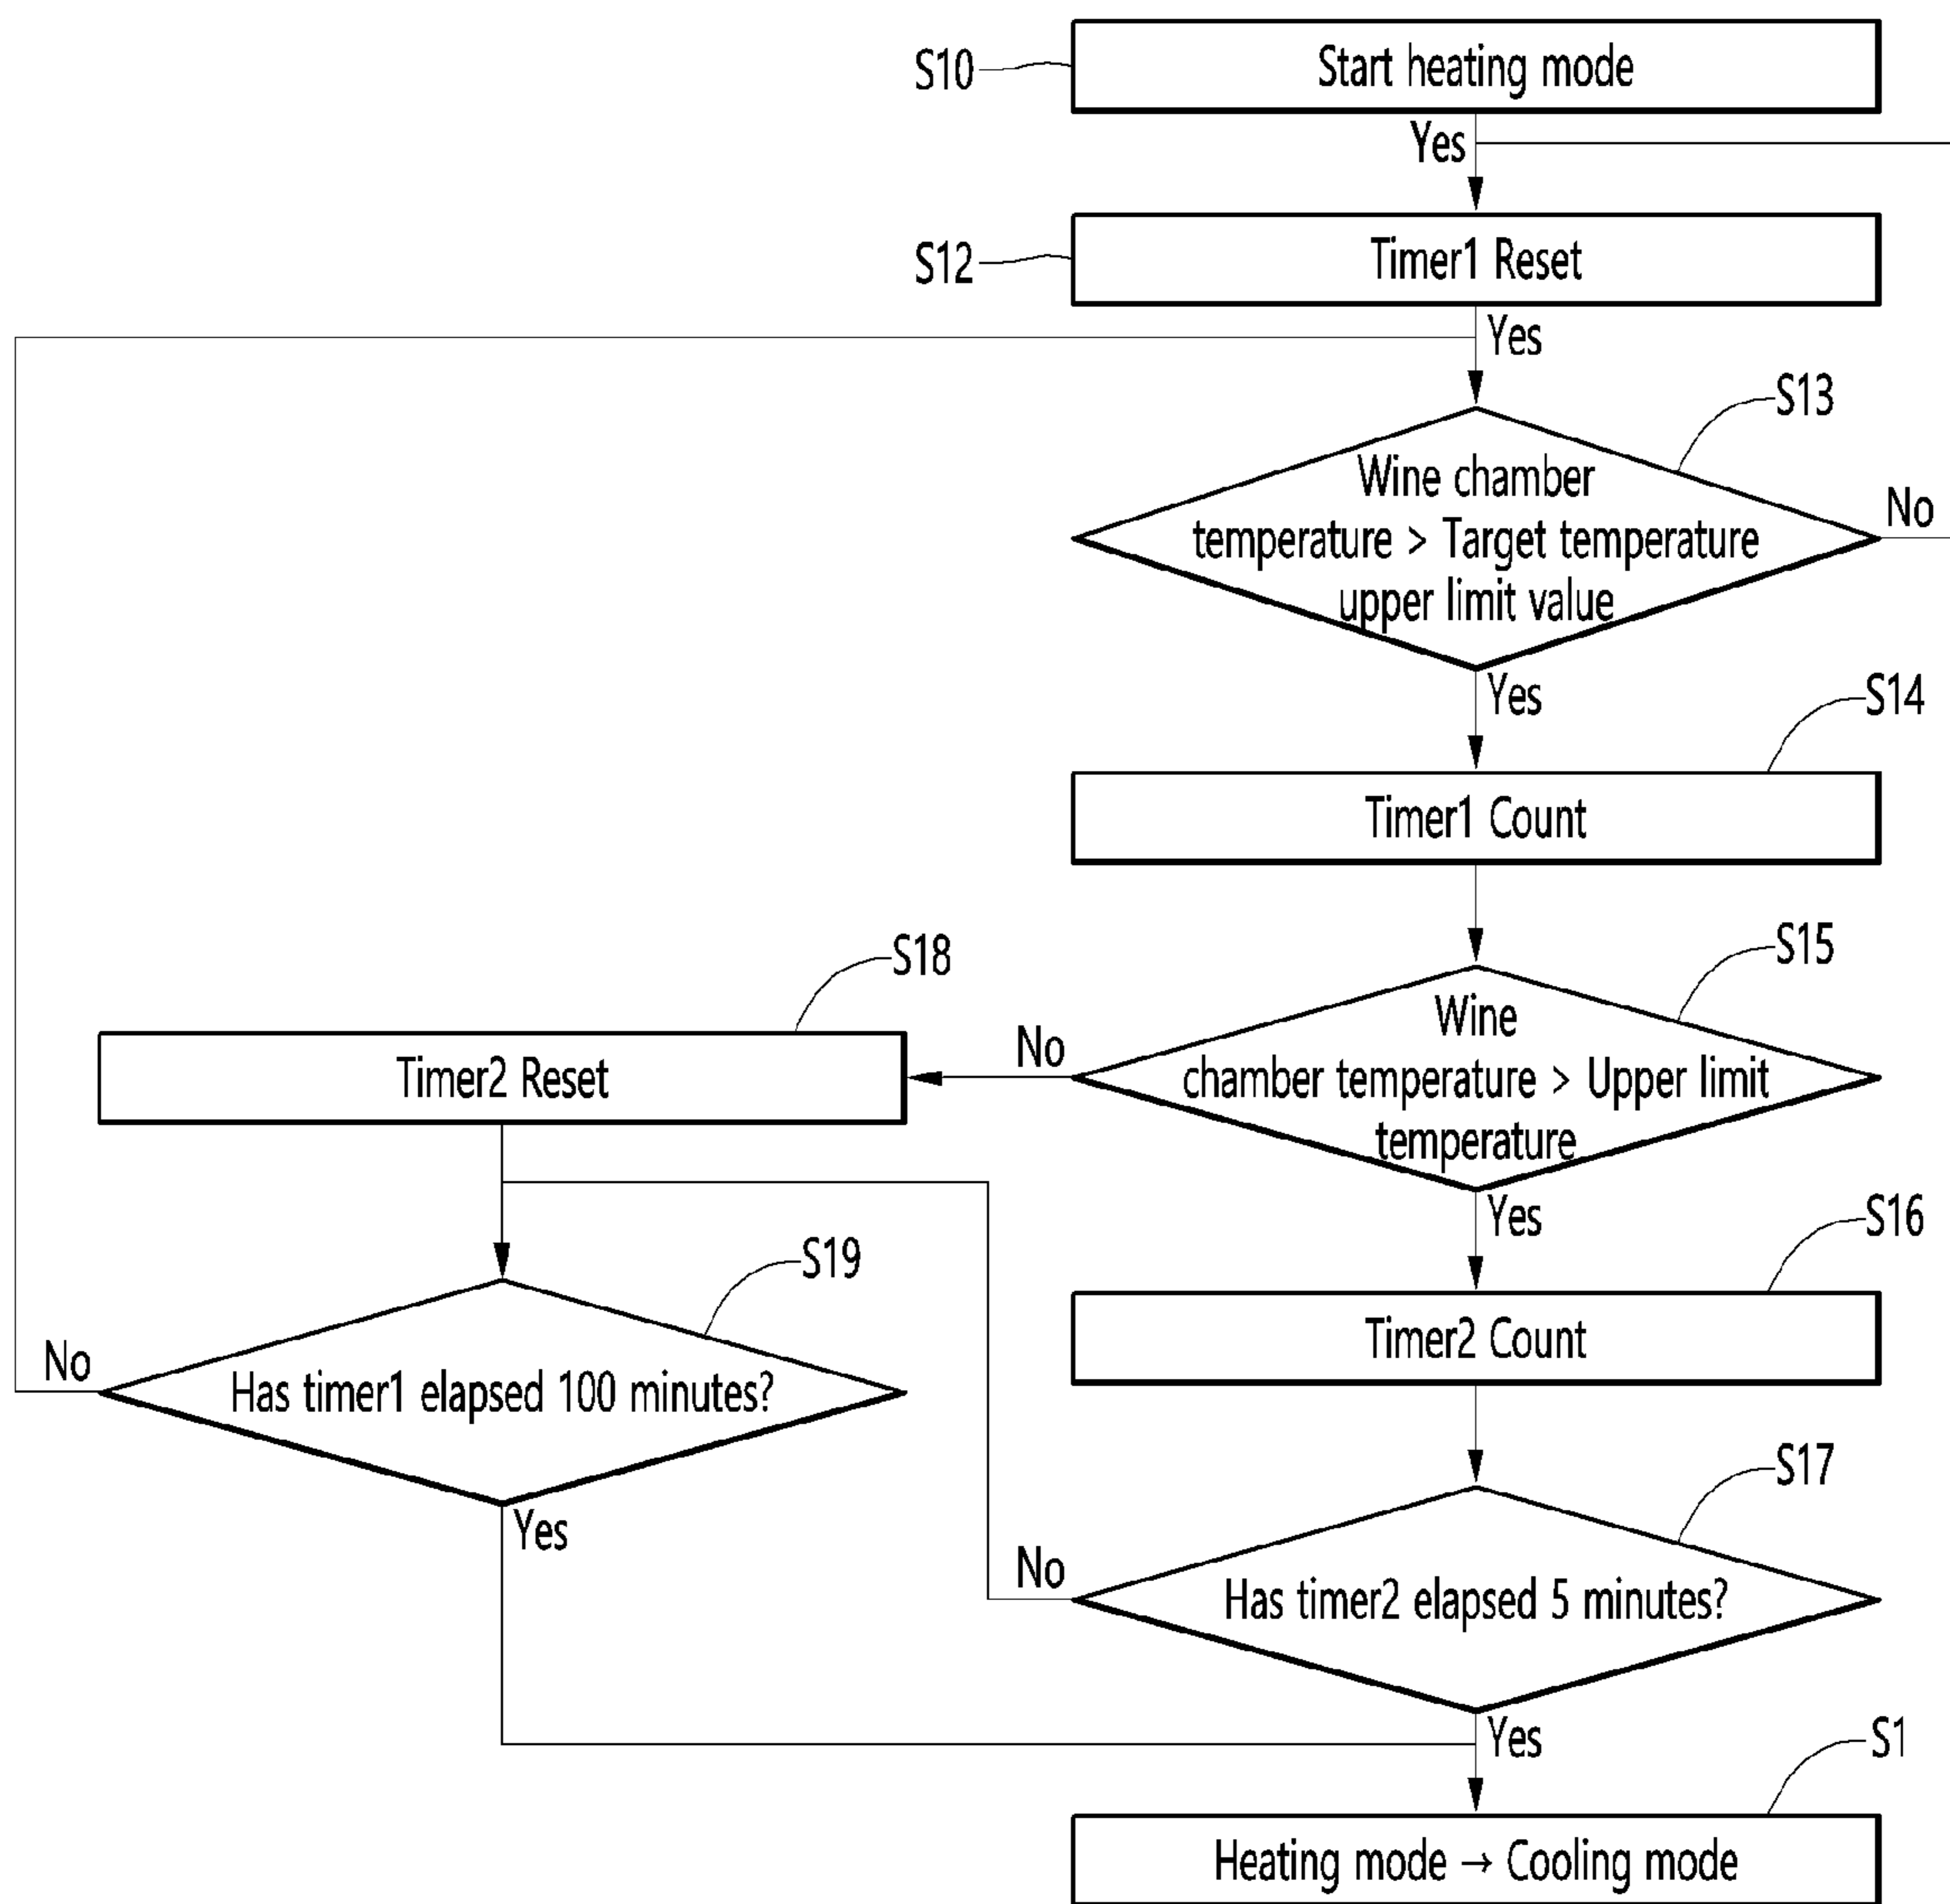 S10
Start heating mode
Yes
S12
Timer1 Reset
Yes
S13
Wine chamber
temperature > Target temperature
upper limit value
No
Yes
S14
Timer1 Count
S15
Wine
chamber temperature > Upper limit
temperature
No
S18
Timer2 Reset
Yes
S16
Timer2 Count
S19
Has timer1 elapsed 100 minutes?
No
Yes
S17
Has timer2 elapsed 5 minutes?
No
Yes
S1
Heating mode → Cooling mode